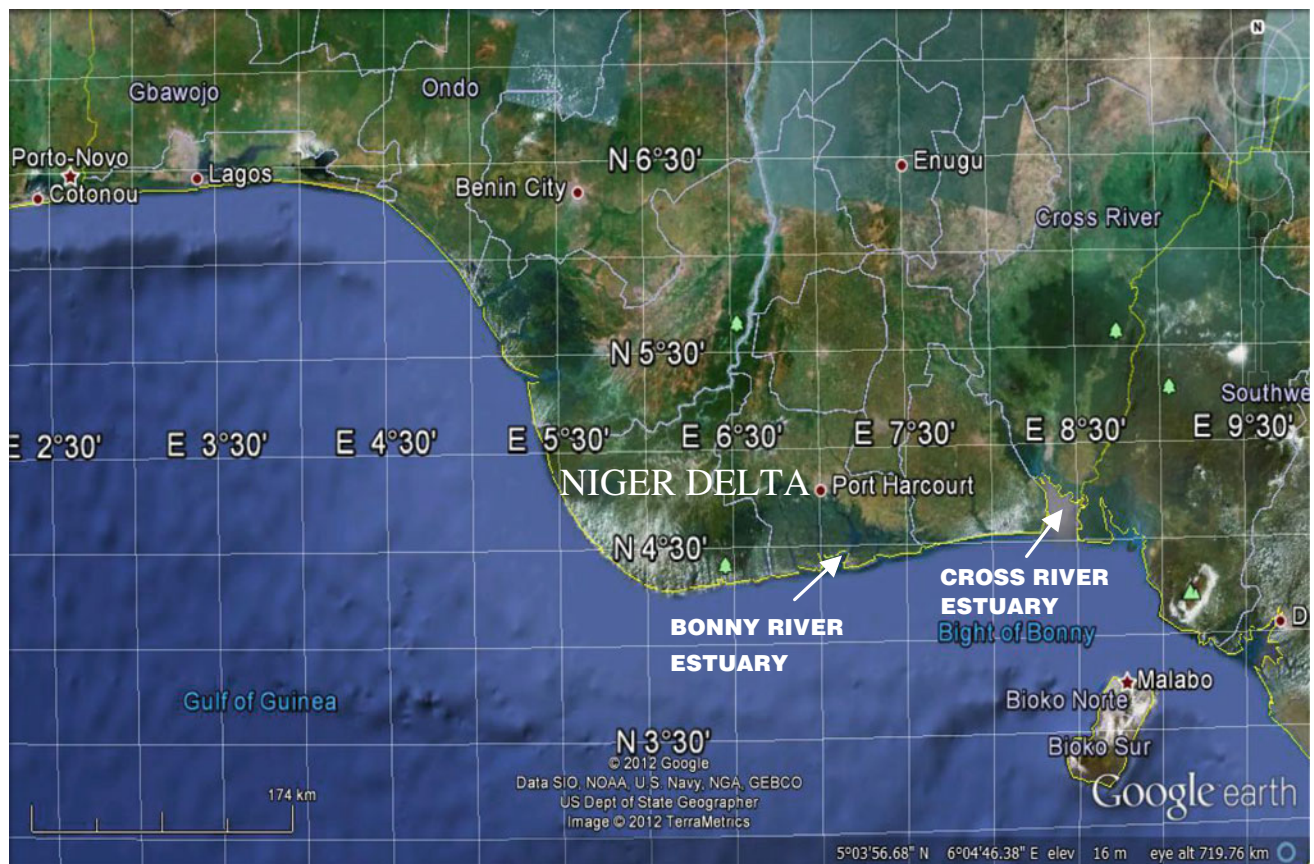 N
Gbawojo
Ondo
Porto-Novo
Cotonou
Lagos
Benin City
N 6°30'
Enugu
Cross River
N 5°30'
Southwe
E 2°30'
E 3°30'
E 4°30'
E 5°30'
E 6°30'
E 7°30'
E 8°30'
E 9°30'
NIGER DELTA
Port Harcourt
N 4°30'
BONNY RIVER
ESTUARY
CROSS RIVER
ESTUARY
Bight of Bonny
D
Gulf of Guinea
Malabo
Bioko Norte
Bioko Sur
N 3°30'
© 2012 Google
Data SIO, NOAA, U.S. Navy, NGA, GEBCO
US Dept of State Geographer
Image © 2012 TerraMetrics
174 km
Google earth
5°03'56.68" N 6°04'46.38" E elev 16 m eye alt 719.76 km